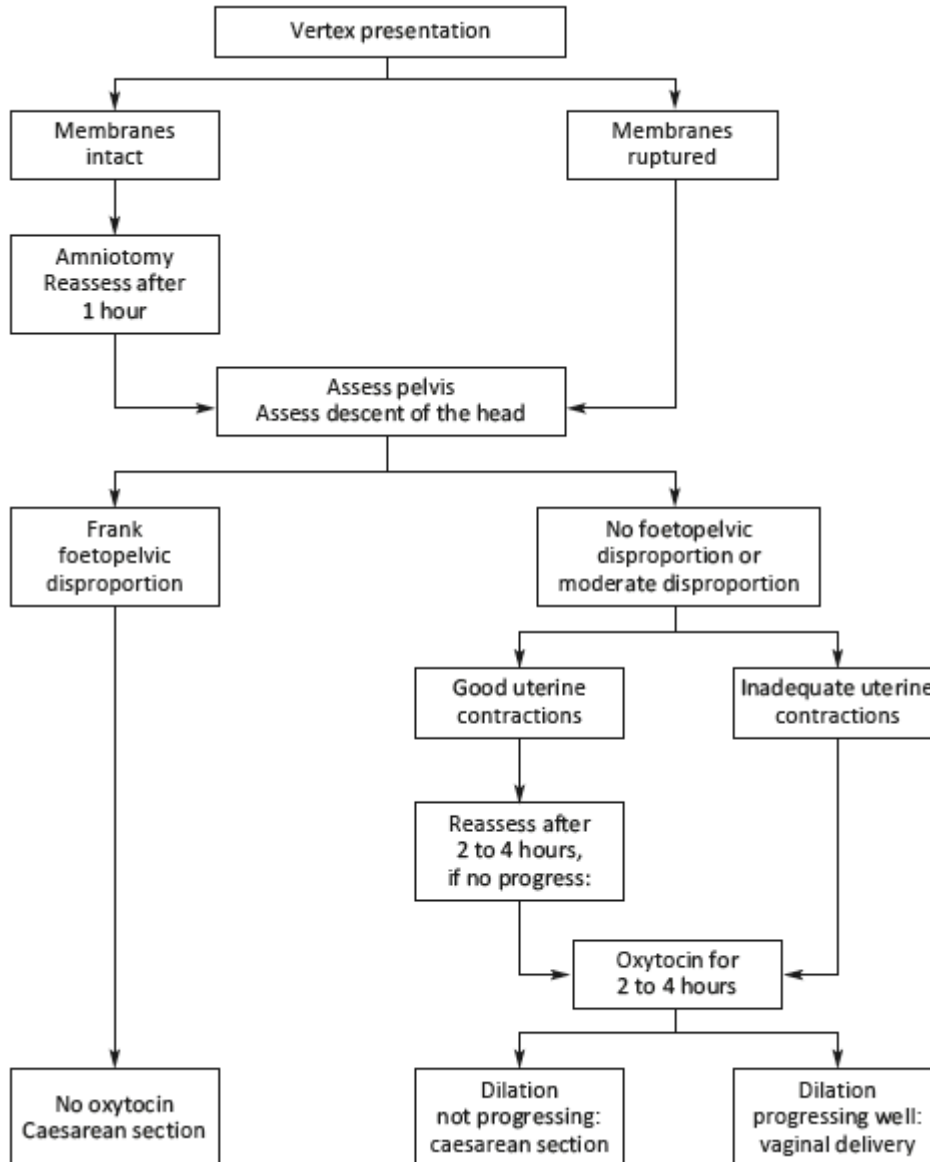 Vertex presentation
Membranes
intact
Membranes
ruptured
Amniotomy
Reassess after
1 hour
Assess pelvis
Assess descent of the head
Frank
foetopelvic
disproportion
No foetopelvic
disproportion or
moderate disproportion
Good uterine
contractions
Inadequate uterine
contractions
Reassess after
2 to 4 hours,
if no progress:
Oxytocin for
2 to 4 hours
No oxytocin
Caesarean section
Dilation
not progressing:
caesarean section
Dilation
progressing well:
vaginal delivery